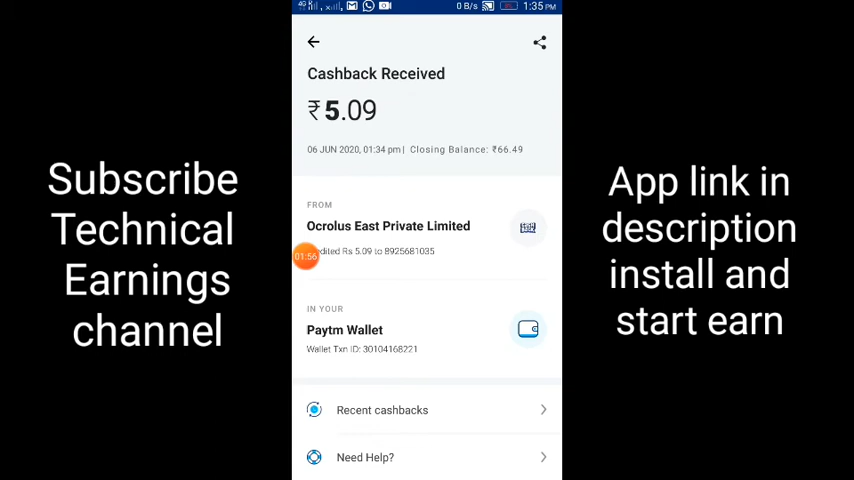 0 B/s 1:35 PM
Cashback Received
₹5.09
06 JUN 2020, 01:34 pm | Closing Balance: ₹66.49
FROM
Ocrolus East Private Limited
dited Rs 5.09 to 8925681035
01:56
IN YOUR
Paytm Wallet
Wallet Txn ID: 30104168221
Recent cashbacks
Need Help?
Subscribe
Technical
Earnings
channel
App link in
description
install and
start earn